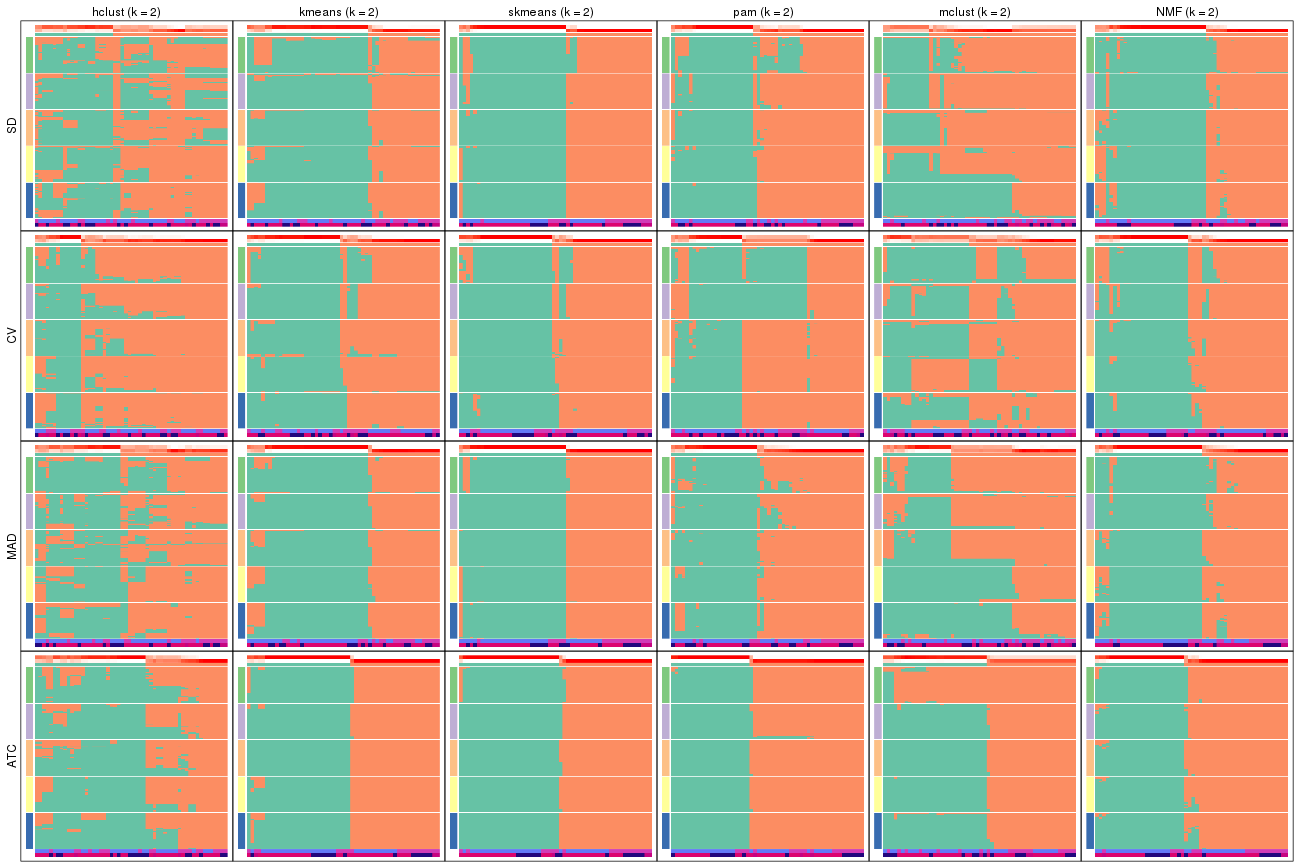 hclust (k = 2) kmeans (k = 2) skmeans (k = 2) pam (k = 2) mclust (k = 2) NMF (k = 2)
SD
CV
MAD
ATC